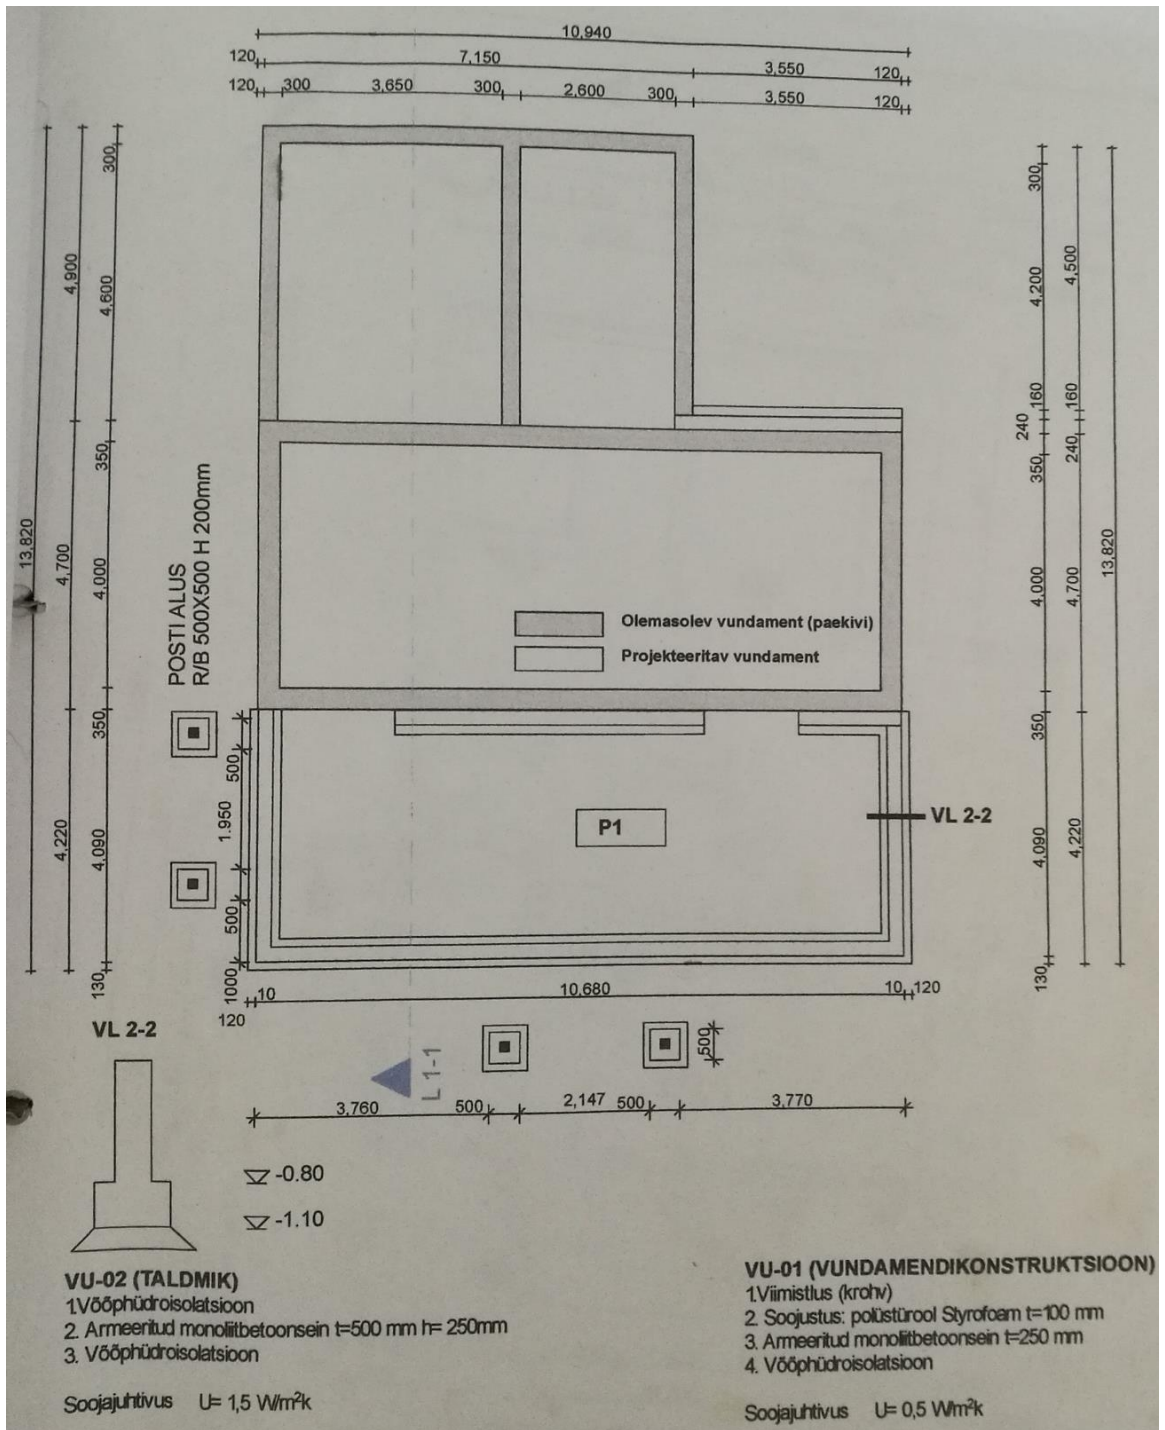 10,940
120 7,150 3,550 120
120 300 3,650 300 2,600 300 3,550 120
13,820
4,900
4,700
4,220
300
4,600
350
4,000
350
4,090
130
300
4,200
160
240
350
4,000
350
4,090
130
4,500
160
240
4,700
4,220
13,820
POSTI ALUS
R/B 500X500 H 200mm
Olemasolev vundament (paekivi)
Projekteeritav vundament
500
1.950
500
1000
P1
VL 2-2
10 10,680 10 120
120
VL 2-2
L 1-1
500
3,760 500 2,147 500 3,770
-0.80
-1.10
VU-02 (TALDMIK)
1.Võõphüdroisolatsioon
2. Armeeritud monoliitbetoonsein t=500 mm h= 250mm
3. Võõphüdroisolatsioon
Soojajuhtivus U= 1,5 W/m²k
VU-01 (VUNDAMENDIKONSTRUKTSIOON)
1.Viimistlus (krohv)
2. Soojustus: polüstürool Styrofoam t=100 mm
3. Armeeritud monoliitbetoonsein t=250 mm
4. Võõphüdroisolatsioon
Soojajuhtivus U= 0,5 W/m²k